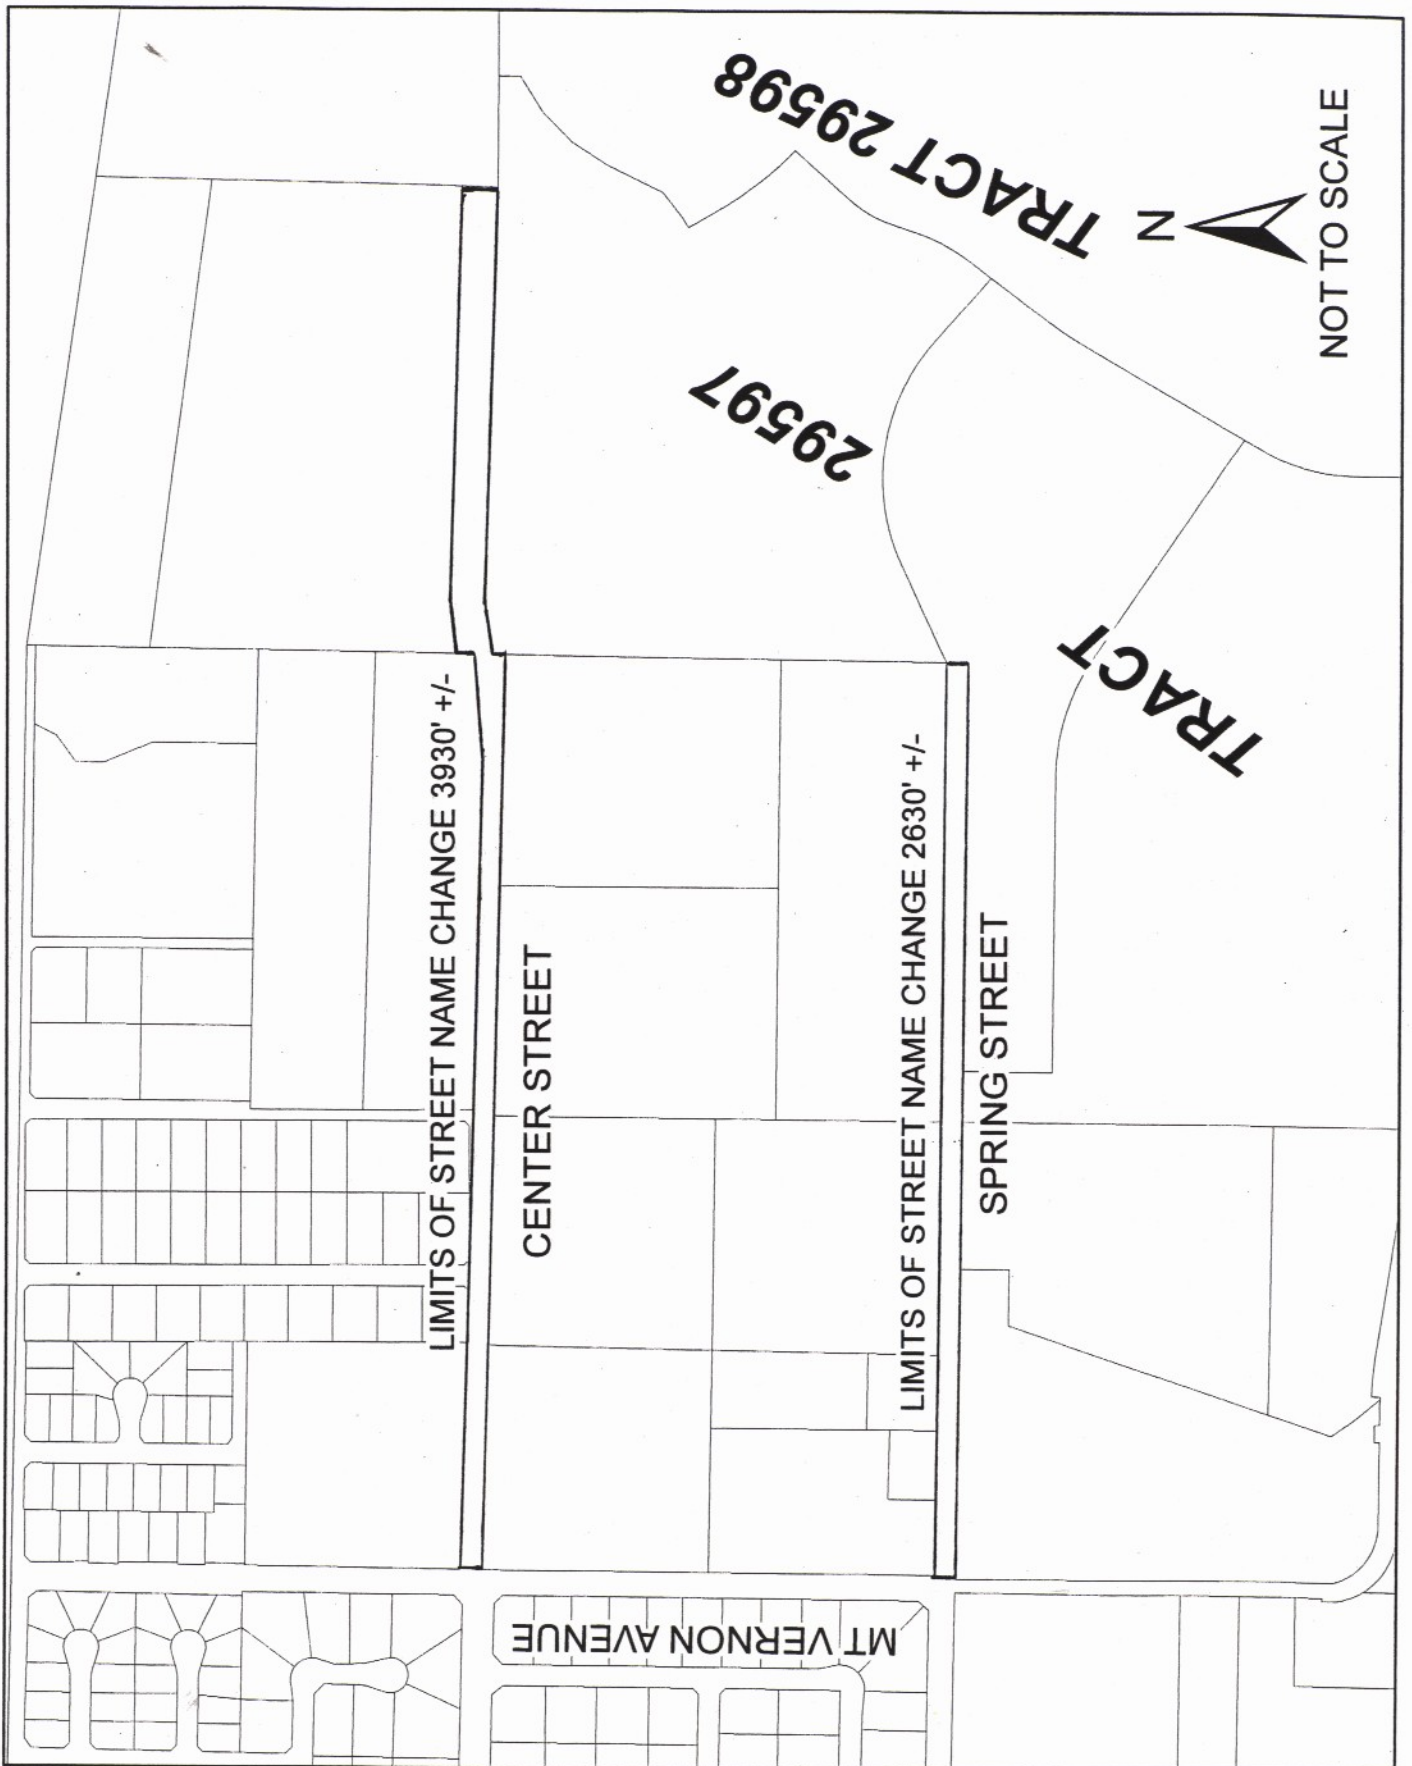 LIMITS OF STREET NAME CHANGE 3930' +/-
CENTER STREET
LIMITS OF STREET NAME CHANGE 2630' +/-
SPRING STREET
MT VERNON AVENUE
TRACT 29597
TRACT 29598
N
NOT TO SCALE